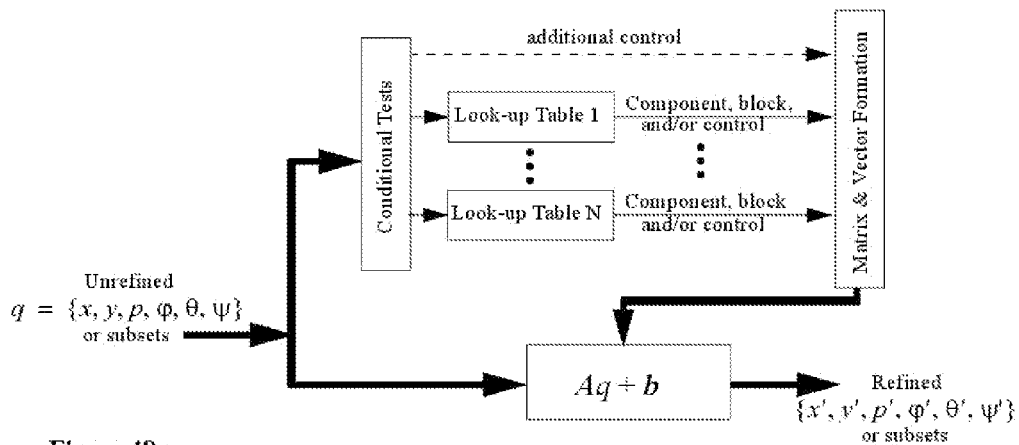 additional control
Conditional Tests
Look-up Table 1
Component, block,
and/or control
Look-up Table N
Component, block
and/or control
Matrix & Vector Formation
Unrefined
q = {x, y, p, φ, θ, ψ}
or subsets
Aq + b
Refined
{x', y', p', φ', θ', ψ'}
or subsets